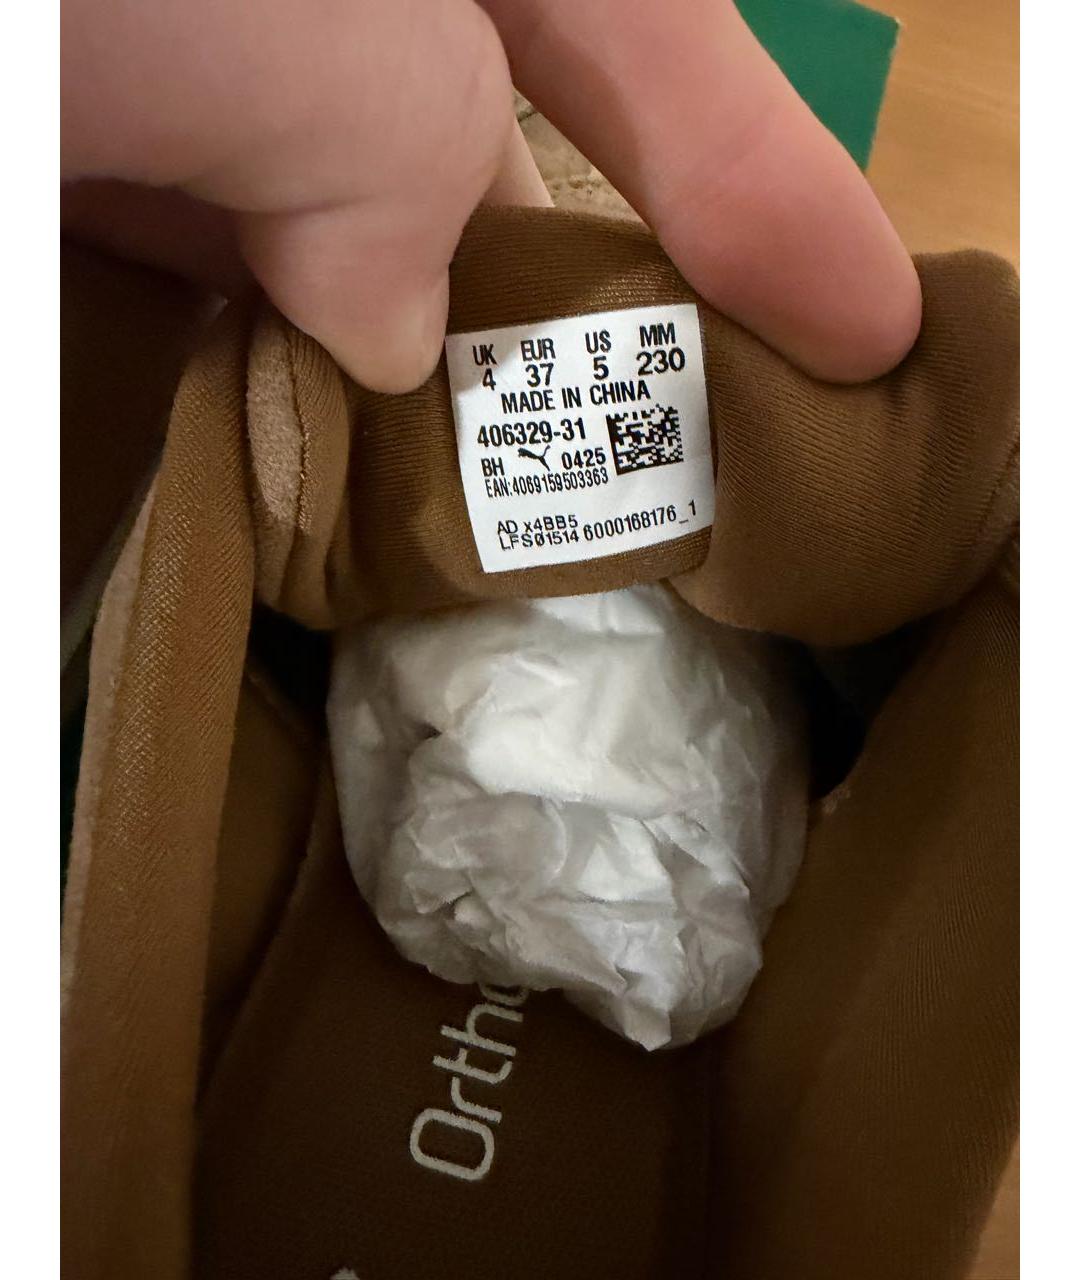 UK EUR US MM
4 37 5 230
MADE IN CHINA
406329-31
BH 0425
EAN:4069159503363
AD x4BB5
LFS01514 6000168176_1
Ortho